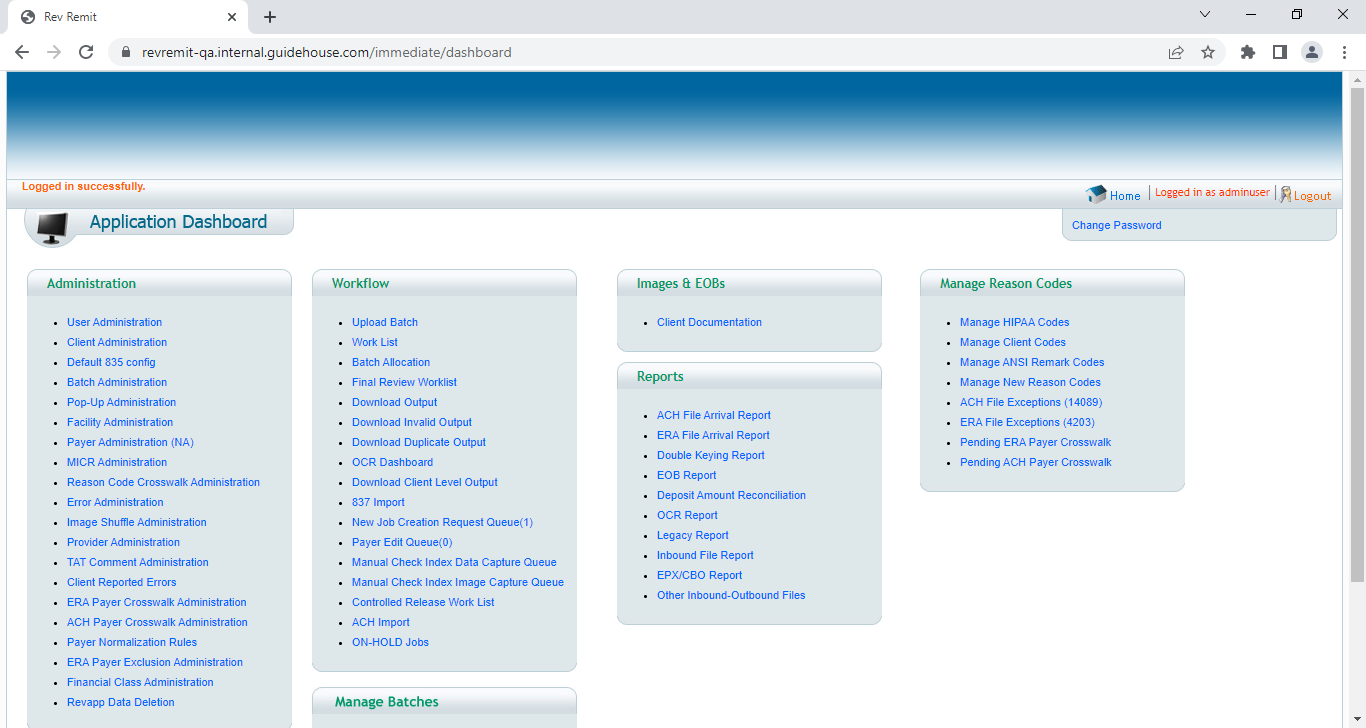 Rev Remit
revremit-qa.internal.guidehouse.com/immediate/dashboard
Logged in successfully.
Home
Logged in as adminuser
Logout
Application Dashboard
Change Password
Administration
User Administration
Client Administration
Default 835 config
Batch Administration
Pop-Up Administration
Facility Administration
Payer Administration (NA)
MICR Administration
Reason Code Crosswalk Administration
Error Administration
Image Shuffle Administration
Provider Administration
TAT Comment Administration
Client Reported Errors
ERA Payer Crosswalk Administration
ACH Payer Crosswalk Administration
Payer Normalization Rules
ERA Payer Exclusion Administration
Financial Class Administration
Revapp Data Deletion
Workflow
Upload Batch
Work List
Batch Allocation
Final Review Worklist
Download Output
Download Invalid Output
Download Duplicate Output
OCR Dashboard
Download Client Level Output
837 Import
New Job Creation Request Queue(1)
Payer Edit Queue(0)
Manual Check Index Data Capture Queue
Manual Check Index Image Capture Queue
Controlled Release Work List
ACH Import
ON-HOLD Jobs
Manage Batches
Images & EOBs
Client Documentation
Reports
ACH File Arrival Report
ERA File Arrival Report
Double Keying Report
EOB Report
Deposit Amount Reconciliation
OCR Report
Legacy Report
Inbound File Report
EPX/CBO Report
Other Inbound-Outbound Files
Manage Reason Codes
Manage HIPAA Codes
Manage Client Codes
Manage ANSI Remark Codes
Manage New Reason Codes
ACH File Exceptions (14089)
ERA File Exceptions (4203)
Pending ERA Payer Crosswalk
Pending ACH Payer Crosswalk